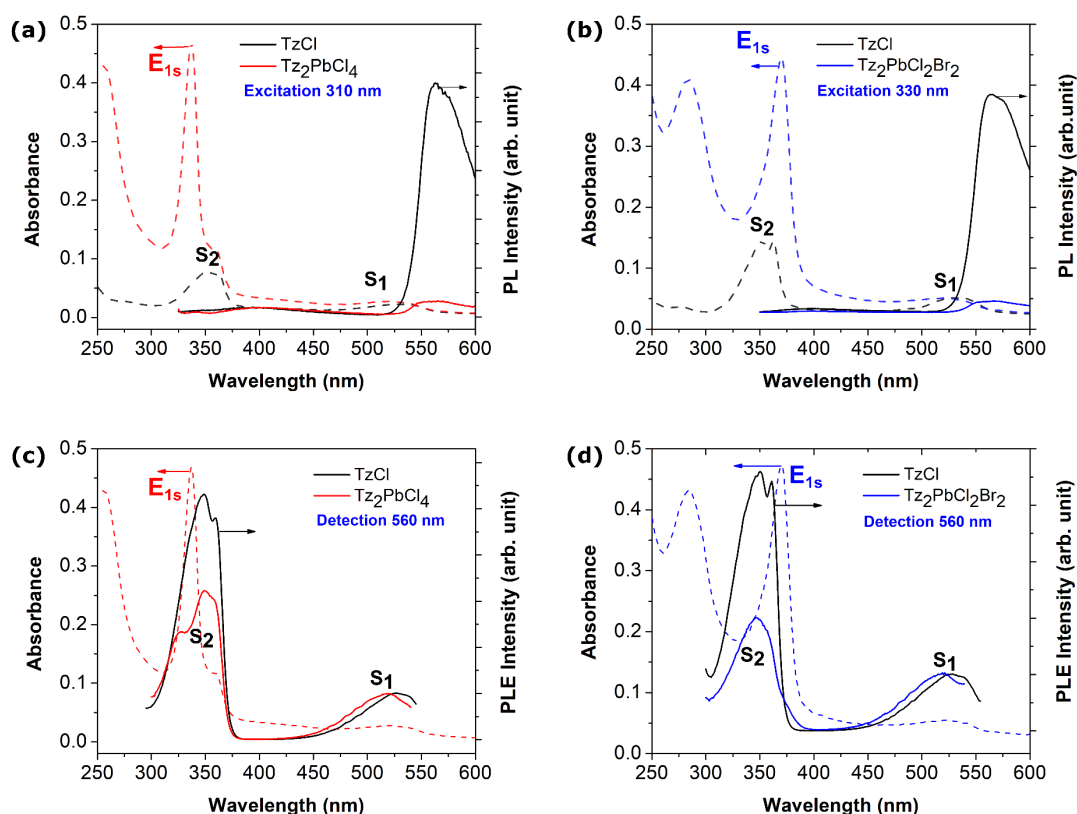 (a)
TzCl
Tz₂PbCl₄
Excitation 310 nm
E₁ₛ
S₂
S₁
0.5
0.4
0.3
0.2
0.1
0.0
250 300 350 400 450 500 550 600
Absorbance
PL Intensity (arb. unit)
Wavelength (nm)
(b)
TzCl
Tz₂PbCl₂Br₂
Excitation 330 nm
E₁ₛ
S₂
S₁
0.5
0.4
0.3
0.2
0.1
0.0
250 300 350 400 450 500 550 600
Absorbance
PL Intensity (arb.unit)
Wavelength (nm)
(c)
TzCl
Tz₂PbCl₄
Detection 560 nm
E₁ₛ
S₂
S₁
0.5
0.4
0.3
0.2
0.1
0.0
250 300 350 400 450 500 550 600
Absorbance
PLE Intensity (arb. unit)
Wavelength (nm)
(d)
TzCl
Tz₂PbCl₂Br₂
Detection 560 nm
E₁ₛ
S₂
S₁
0.5
0.4
0.3
0.2
0.1
0.0
250 300 350 400 450 500 550 600
Absorbance
PLE Intensity (arb. unit)
Wavelength (nm)